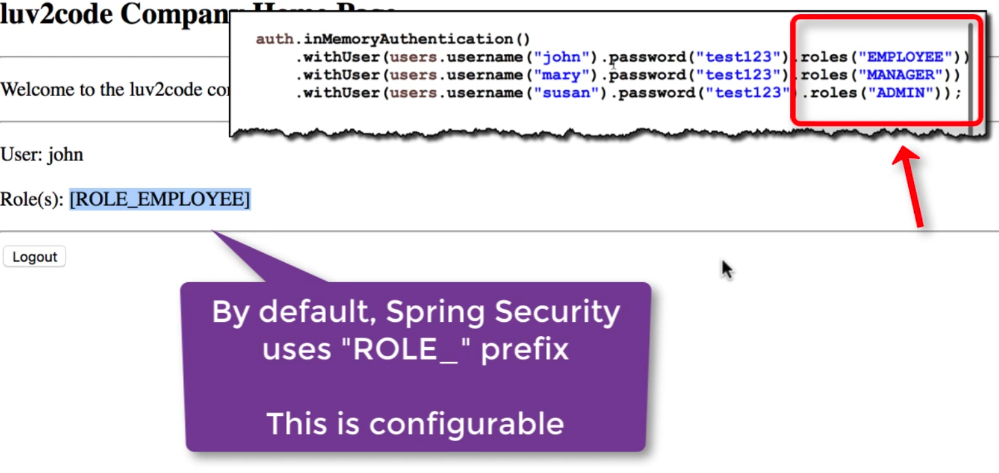 luv2code Company Home Page
auth.inMemoryAuthentication()
.withUser(users.username("john").password("test123").roles("EMPLOYEE"))
.withUser(users.username("mary").password("test123").roles("MANAGER"))
.withUser(users.username("susan").password("test123").roles("ADMIN"));
Welcome to the luv2code co
User: john
Role(s): [ROLE_EMPLOYEE]
Logout
By default, Spring Security
uses "ROLE_" prefix
This is configurable